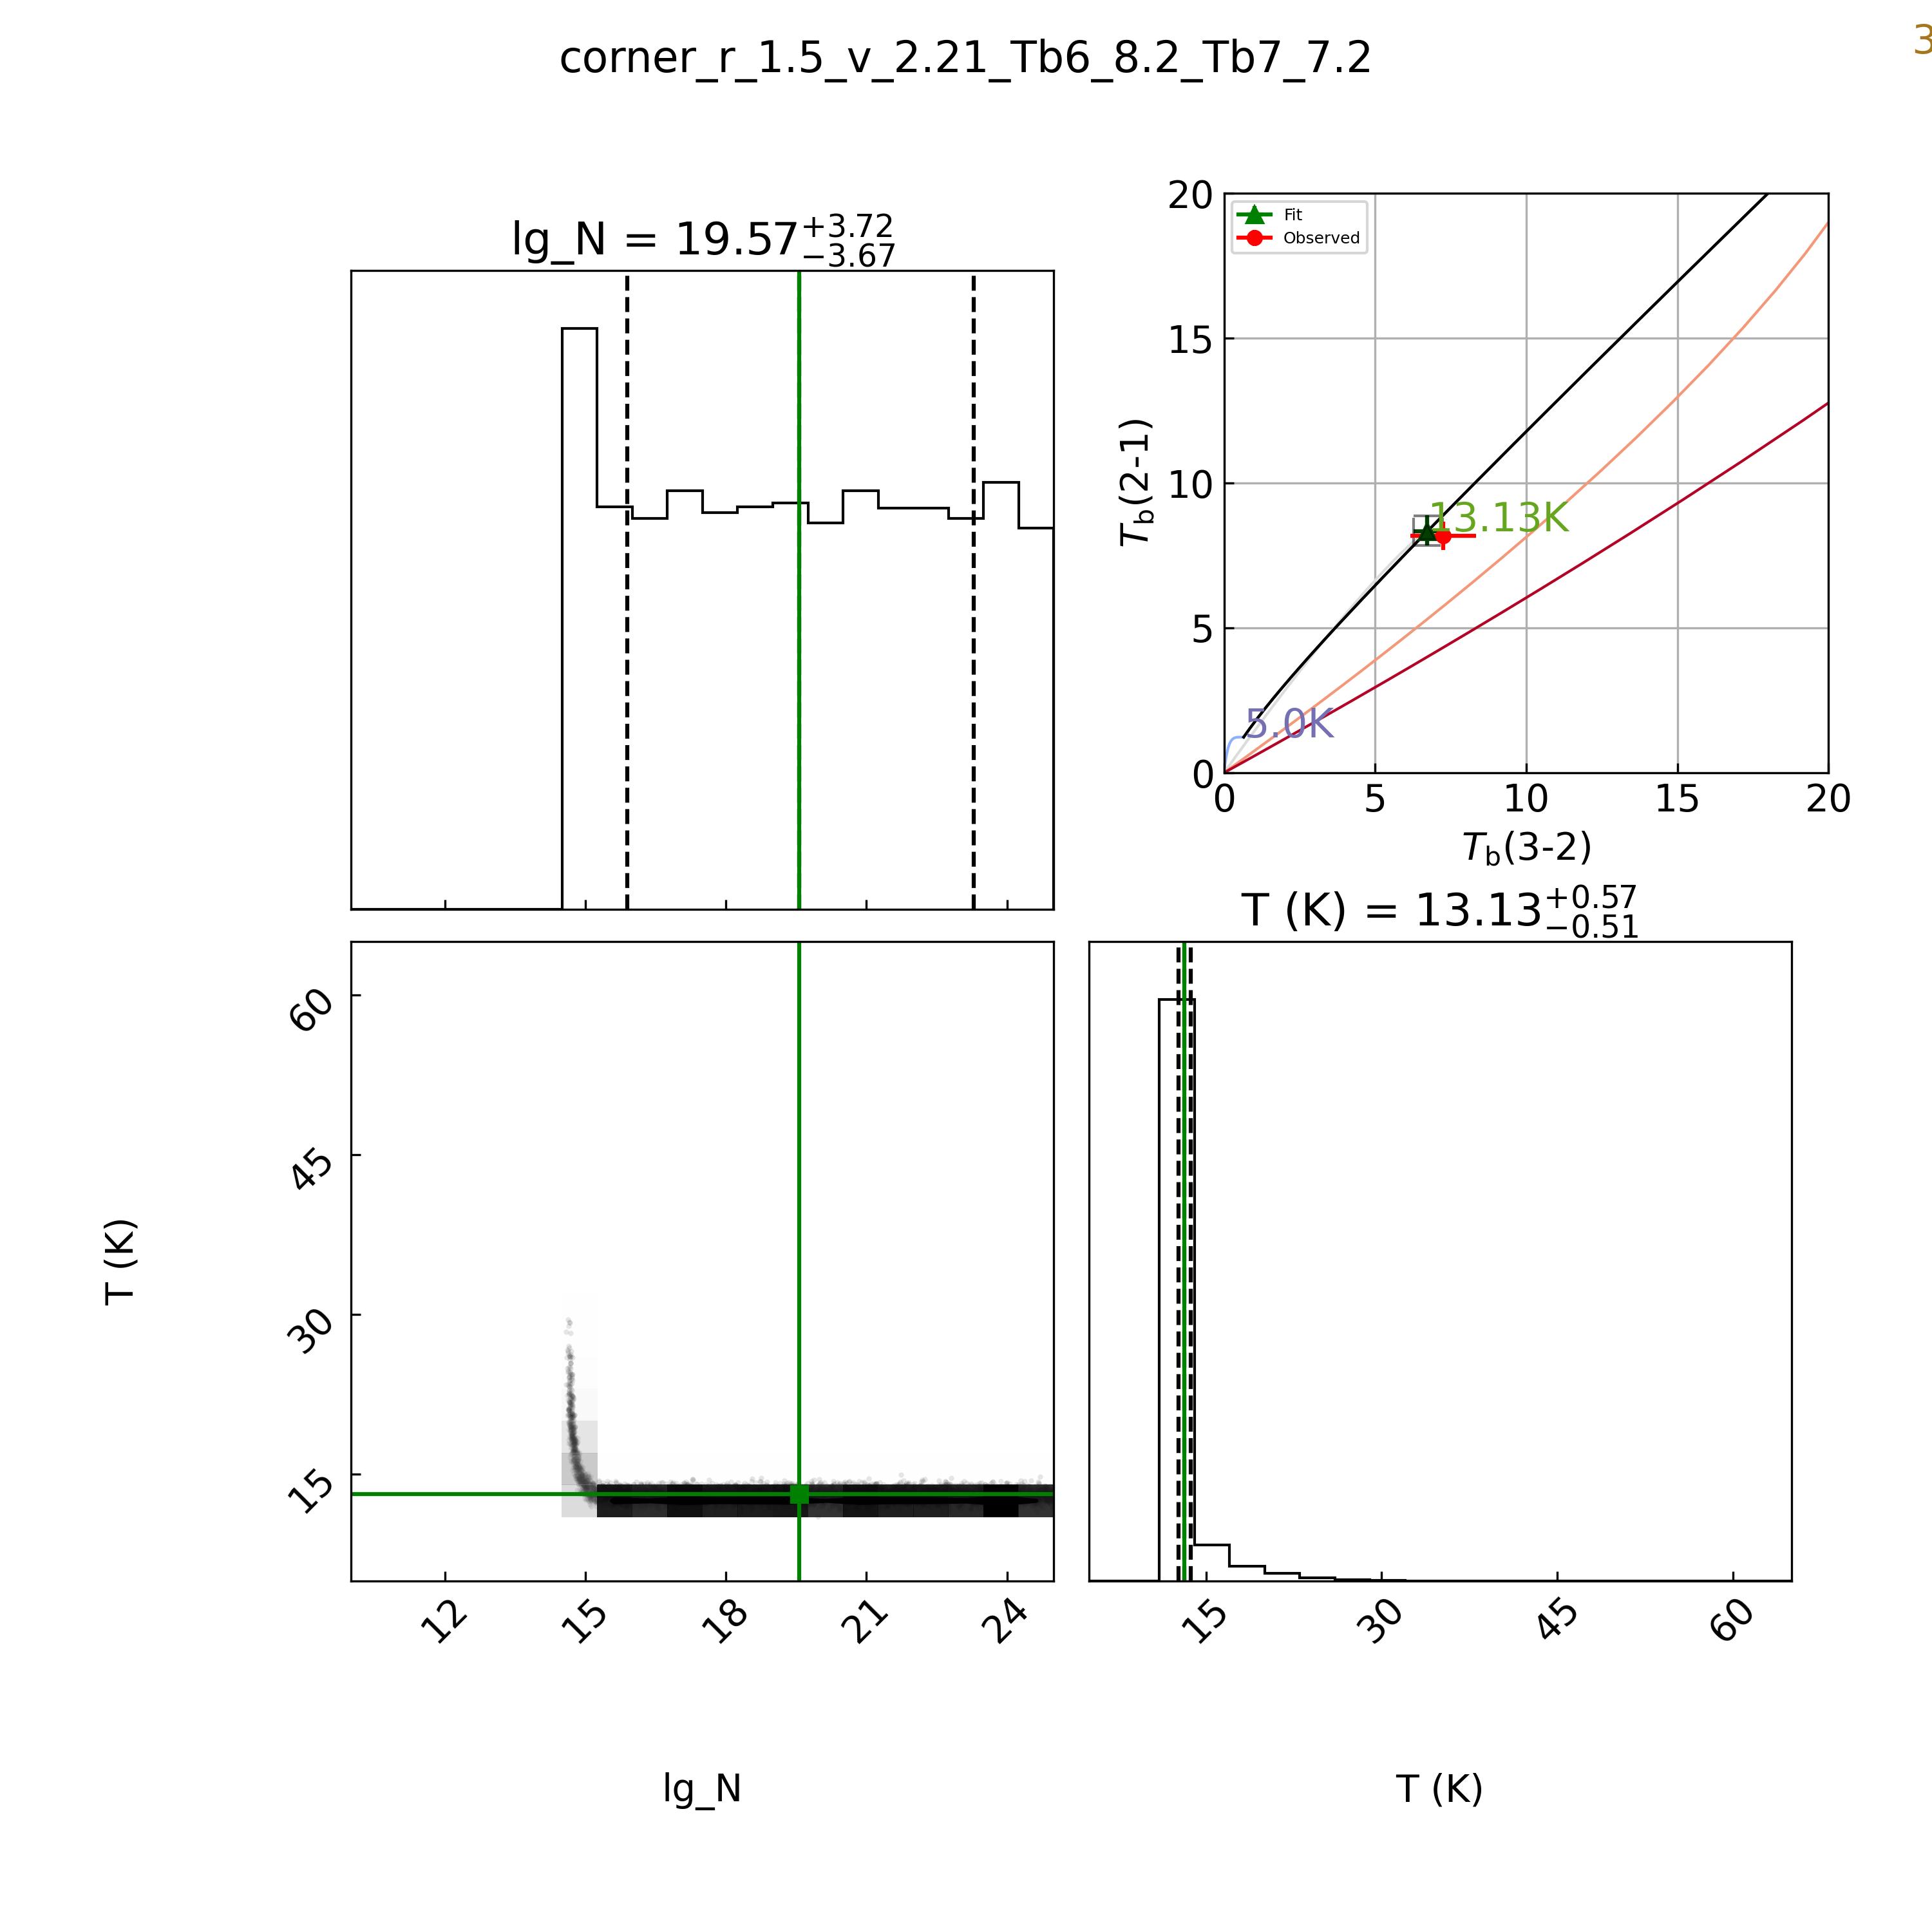 corner_r_1.5_v_2.21_Tb6_8.2_Tb7_7.2
3
lg_N = 19.57+3.72−3.67
20
15
10
5
0
Tb(2-1)
Fit
Observed
13.13K
5.0K
0 5 10 15 20
Tb(3-2)
T (K) = 13.13+0.57−0.51
60
45
30
15
T (K)
12 15 18 21 24
lg_N
15 30 45 60
T (K)